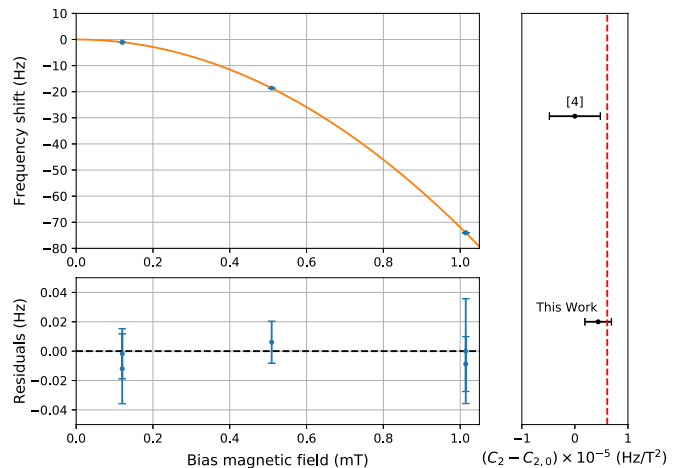 10
0
−10
−20
−30
−40
−50
−60
−70
−80
Frequency shift (Hz)
0.0 0.2 0.4 0.6 0.8 1.0
0.04
0.02
0.00
−0.02
−0.04
Residuals (Hz)
0.0 0.2 0.4 0.6 0.8 1.0
Bias magnetic field (mT)
[4]
This Work
−1 0 1
(C₂ − C₂,₀) × 10⁻⁵ (Hz/T²)